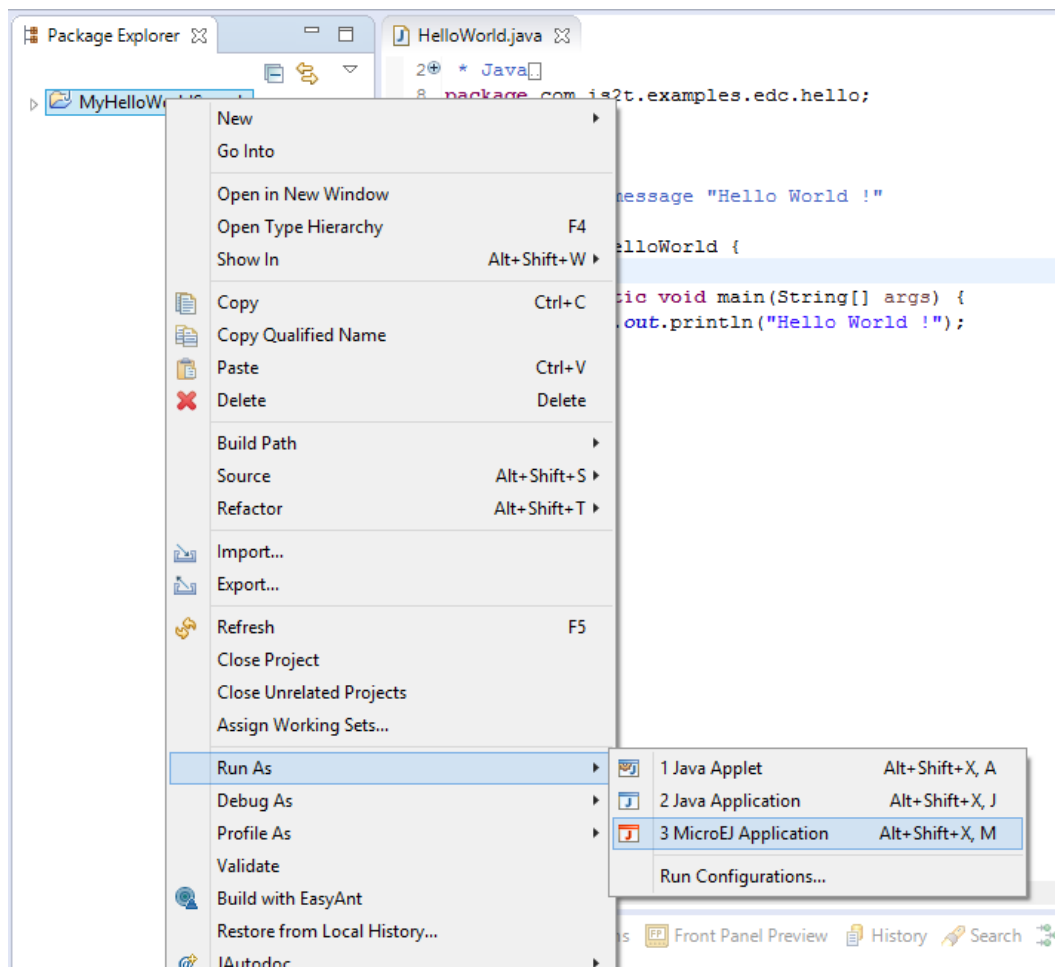 Package Explorer
HelloWorld.java
2 * Java
8 package com.is2t.examples.edc.hello;
MyHelloWo
message "Hello World !"
elloWorld {
tic void main(String[] args) {
.out.println("Hello World !");
New
Go Into
Open in New Window
Open Type Hierarchy F4
Show In Alt+Shift+W
Copy Ctrl+C
Copy Qualified Name
Paste Ctrl+V
Delete Delete
Build Path
Source Alt+Shift+S
Refactor Alt+Shift+T
Import...
Export...
Refresh F5
Close Project
Close Unrelated Projects
Assign Working Sets...
Run As
Debug As
Profile As
Validate
Build with EasyAnt
Restore from Local History...
JAutodoc
1 Java Applet Alt+Shift+X, A
2 Java Application Alt+Shift+X, J
3 MicroEJ Application Alt+Shift+X, M
Run Configurations...
ns FP Front Panel Preview History Search